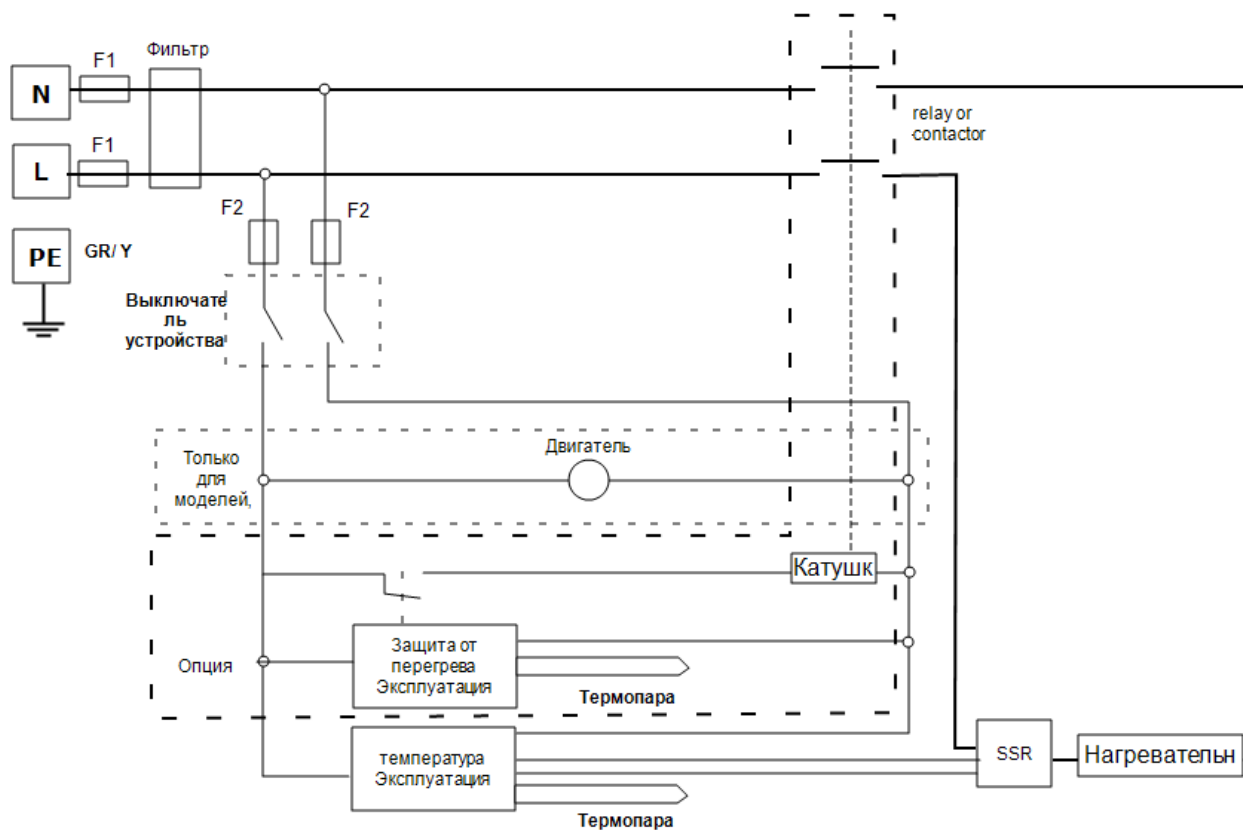 Фильтр
F1
N
F1
L
relay or
-contactor
F2
F2
PE
GR/ Y
Выключате
ль
устройства
Двигатель
Только
для
моделей,
Катушк
Опция
Защита от
перегрева
Эксплуатация
Термопара
температура
Эксплуатация
SSR
Нагревательн
Термопара